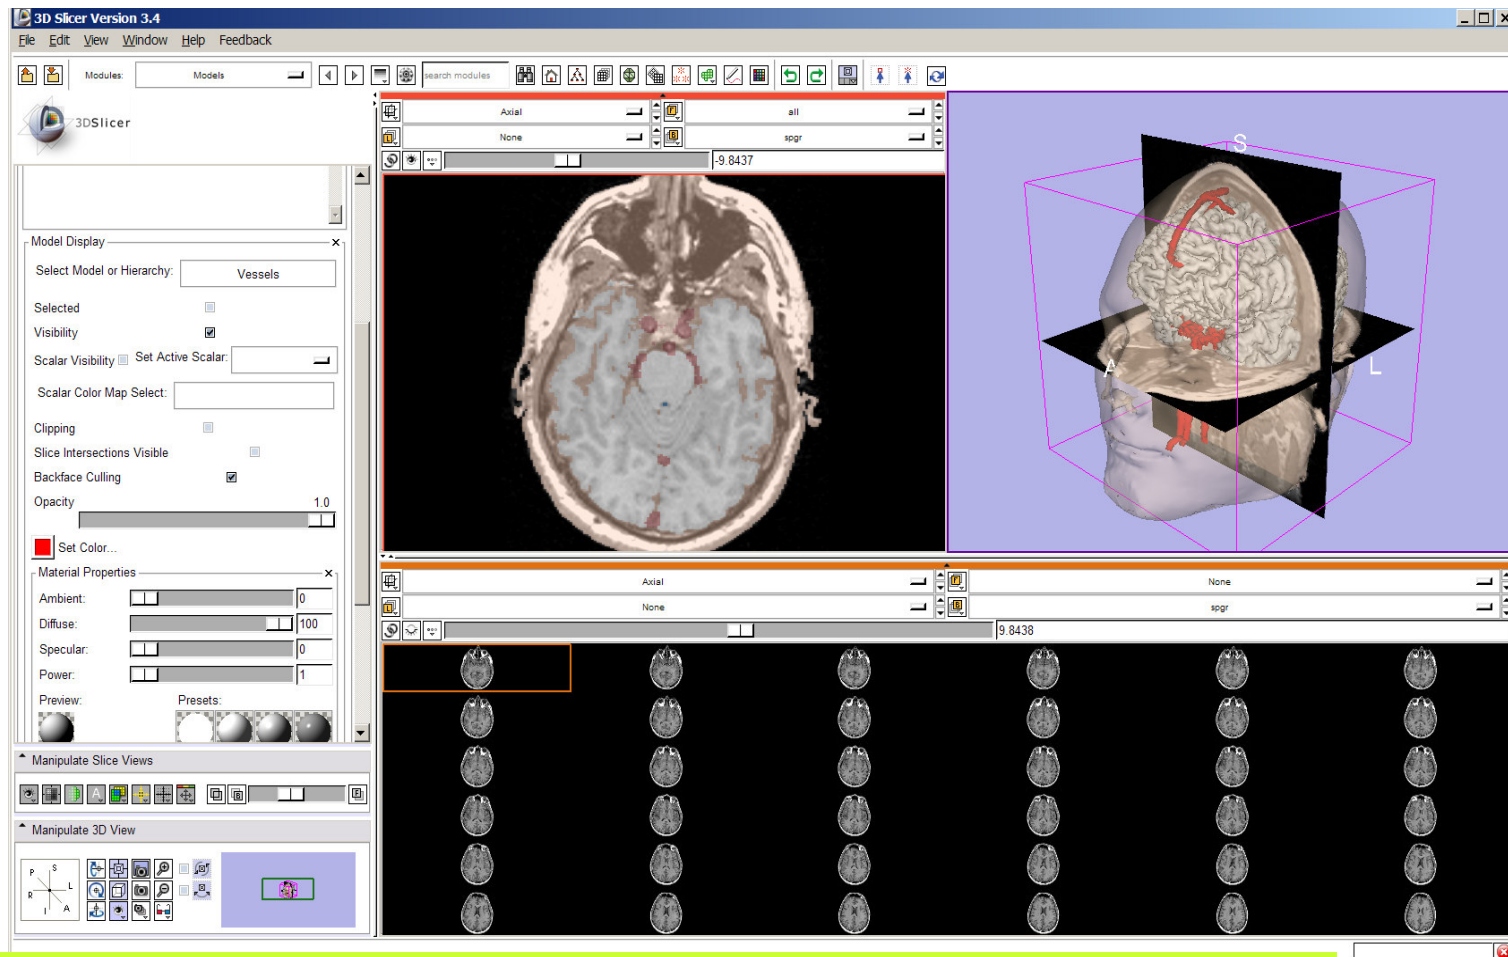 3D Slicer Version 3.4
File Edit View Window Help Feedback
Modules: Models search modules
3DSlicer
Axial all
None spgr
-9.8437
S
A
L
Model Display
Select Model or Hierarchy: Vessels
Selected
Visibility
Scalar Visibility Set Active Scalar:
Scalar Color Map Select:
Clipping
Slice Intersections Visible
Backface Culling
Opacity 1.0
Set Color...
Material Properties
Ambient: 0
Diffuse: 100
Specular: 0
Power: 1
Preview: Presets:
Axial None
None spgr
9.8438
Manipulate Slice Views
Manipulate 3D View
P S
R L
I A